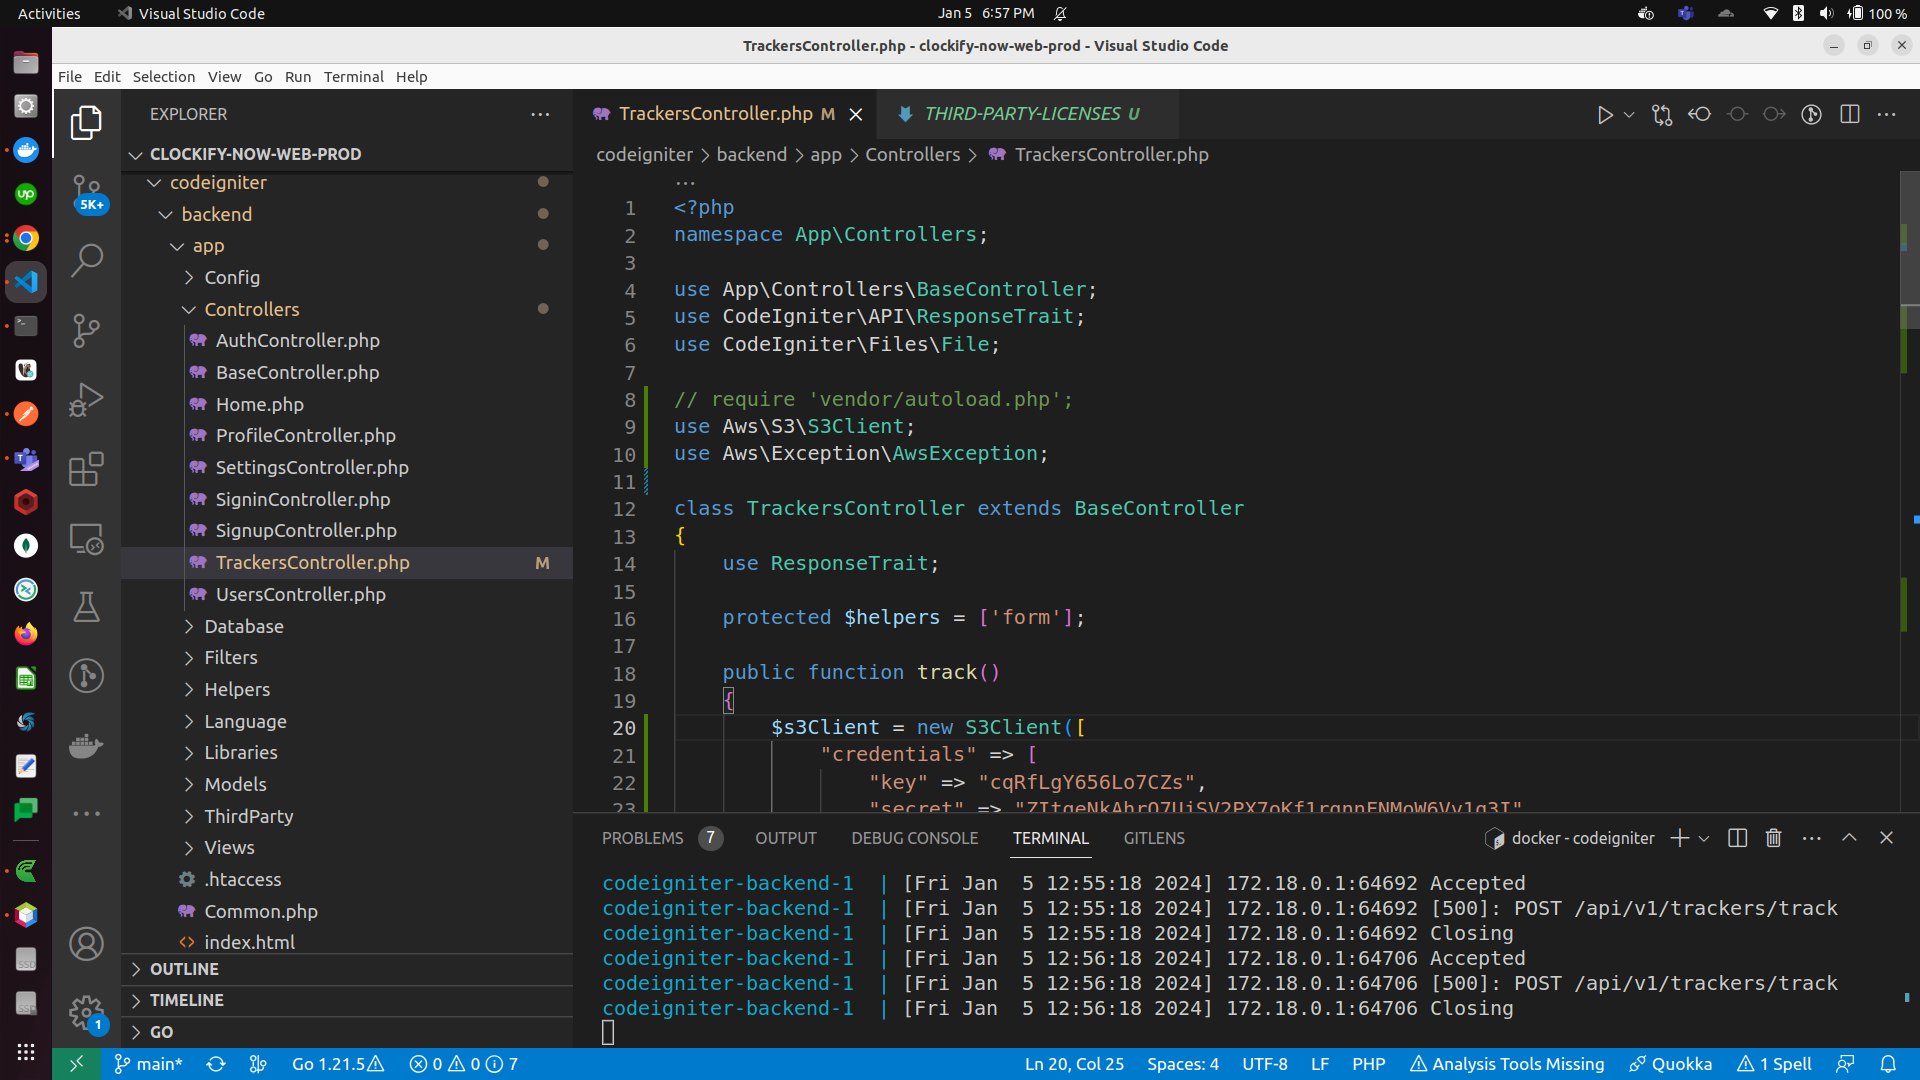 Activities
Visual Studio Code
Jan 5 6:57 PM
100 %
TrackersController.php - clockify-now-web-prod - Visual Studio Code
File Edit Selection View Go Run Terminal Help
EXPLORER
CLOCKIFY-NOW-WEB-PROD
codeigniter
backend
app
Config
Controllers
AuthController.php
BaseController.php
Home.php
ProfileController.php
SettingsController.php
SigninController.php
SignupController.php
TrackersController.php M
UsersController.php
Database
Filters
Helpers
Language
Libraries
Models
ThirdParty
Views
.htaccess
Common.php
index.html
OUTLINE
TIMELINE
GO
5K+
1
TrackersController.php M
THIRD-PARTY-LICENSES U
codeigniter > backend > app > Controllers > TrackersController.php
...
1 <?php
2 namespace App\Controllers;
3
4 use App\Controllers\BaseController;
5 use CodeIgniter\API\ResponseTrait;
6 use CodeIgniter\Files\File;
7
8 // require 'vendor/autoload.php';
9 use Aws\S3\S3Client;
10 use Aws\Exception\AwsException;
11
12 class TrackersController extends BaseController
13 {
14 use ResponseTrait;
15
16 protected $helpers = ['form'];
17
18 public function track()
19 {
20 $s3Client = new S3Client([
21 "credentials" => [
22 "key" => "cqRfLgY656Lo7CZs",
23 "secret" =>
PROBLEMS 7 OUTPUT DEBUG CONSOLE TERMINAL GITLENS
docker - codeigniter
codeigniter-backend-1 | [Fri Jan 5 12:55:18 2024] 172.18.0.1:64692 Accepted
codeigniter-backend-1 | [Fri Jan 5 12:55:18 2024] 172.18.0.1:64692 [500]: POST /api/v1/trackers/track
codeigniter-backend-1 | [Fri Jan 5 12:55:18 2024] 172.18.0.1:64692 Closing
codeigniter-backend-1 | [Fri Jan 5 12:56:18 2024] 172.18.0.1:64706 Accepted
codeigniter-backend-1 | [Fri Jan 5 12:56:18 2024] 172.18.0.1:64706 [500]: POST /api/v1/trackers/track
codeigniter-backend-1 | [Fri Jan 5 12:56:18 2024] 172.18.0.1:64706 Closing
main* Go 1.21.5 0 0 7
Ln 20, Col 25 Spaces: 4 UTF-8 LF PHP Analysis Tools Missing Quokka 1 Spell